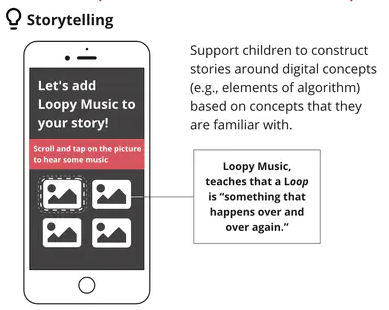 Storytelling
Let's add
Loopy Music to
your story!
Scroll and tap on the picture
to hear some music
Support children to construct
stories around digital concepts
(e.g., elements of algorithm)
based on concepts that they
are familiar with.
Loopy Music,
teaches that a Loop
is “something that
happens over and
over again.”